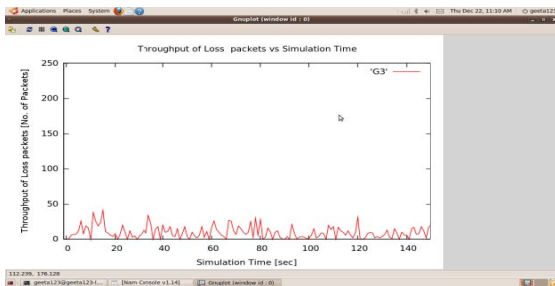 Applications Places System
Thu Dec 22, 11:10 AM
geeta123
Gnuplot (window id : 0)
Throughput of Loss packets vs Simulation Time
'G3'
Throughput of Loss packets [No. of Packets]
250
200
150
100
50
0
0 20 40 60 80 100 120 140
Simulation Time [sec]
112.239, 176.128
geeta123@geeta123-l...
[Nam Console v1.14]
Gnuplot (window id : 0)